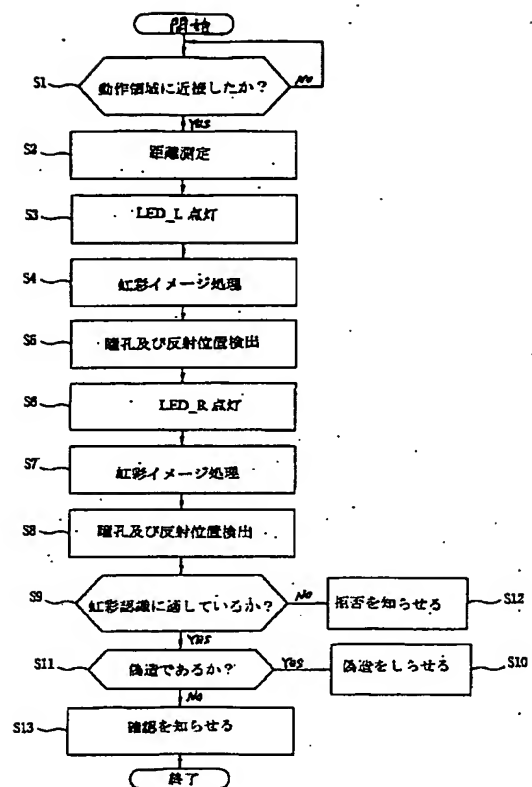 開始
S1 動作領域に近接したか? NO
YES
S2 距離測定
S3 LED_L 点灯
S4 虹彩イメージ処理
S5 瞳孔及び反射位置検出
S6 LED_R 点灯
S7 虹彩イメージ処理
S8 瞳孔及び反射位置検出
S9 虹彩認識に適しているか? NO 拒否を知らせる S12
YES
S11 偽造であるか? YES 偽造をしらせる S10
NO
S13 確認を知らせる
終了